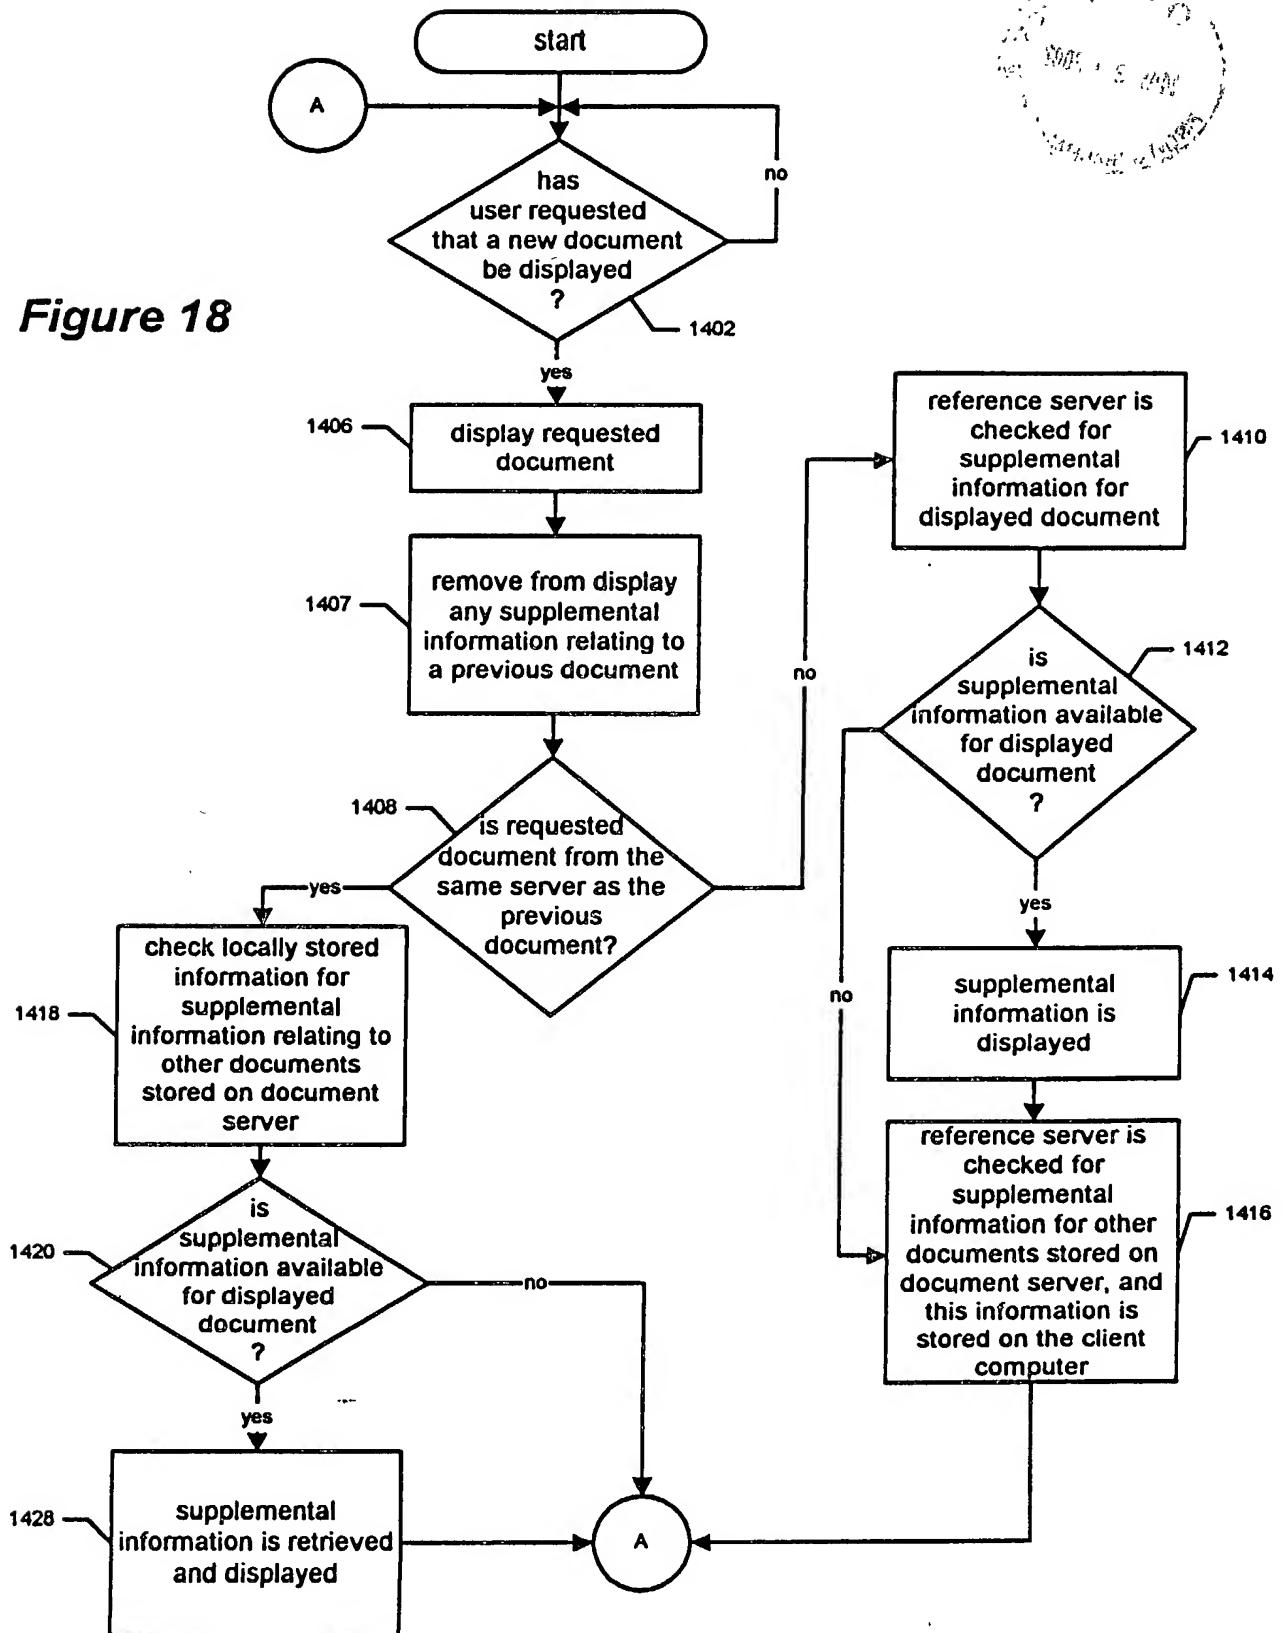 start
A
no
has
user requested
that a new document
be displayed
?
1402
Figure 18
yes
1406
display requested
document
1407
remove from display
any supplemental
information relating to
a previous document
1408
is requested
document from the
same server as the
previous
document?
yes
no
1410
reference server is
checked for
supplemental
information for
displayed document
1412
is
supplemental
information available
for displayed
document
?
yes
no
1414
supplemental
information is
displayed
1416
reference server is
checked for
supplemental
information for other
documents stored on
document server, and
this information is
stored on the client
computer
1418
check locally stored
information for
supplemental
information relating to
other documents
stored on document
server
1420
is
supplemental
information available
for displayed
document
?
no
yes
1428
supplemental
information is retrieved
and displayed
A